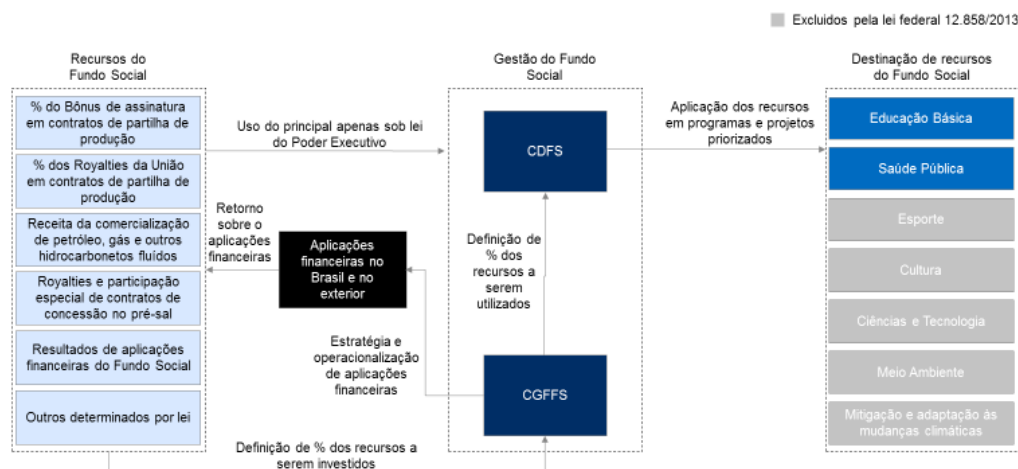 Excluidos pela lei federal 12.858/2013
Recursos do
Fundo Social
% do Bônus de assinatura
em contratos de partilha de
produção
% dos Royalties da União
em contratos de partilha de
produção
Receita da comercialização
de petróleo, gás e outros
hidrocarbonetos fluídos
Royalties e participação
especial de contratos de
concessão no pré-sal
Resultados de aplicações
financeiras do Fundo Social
Outros determinados por lei
Uso do principal apenas sob lei
do Poder Executivo
Retorno
sobre o
aplicações
financeiras
Aplicações
financeiras no
Brasil e no
exterior
Estratégia e
operacionalização
de aplicações
financeiras
Definição de % dos recursos a
serem investidos
Gestão do Fundo
Social
CDFS
Definição de
% dos
recursos a
serem
utilizados
CGFFS
Aplicação dos recursos
em programas e projetos
priorizados
Destinação de recursos
do Fundo Social
Educação Básica
Saúde Pública
Esporte
Cultura
Ciências e Tecnologia
Meio Ambiente
Mitigação e adaptação ás
mudanças climáticas